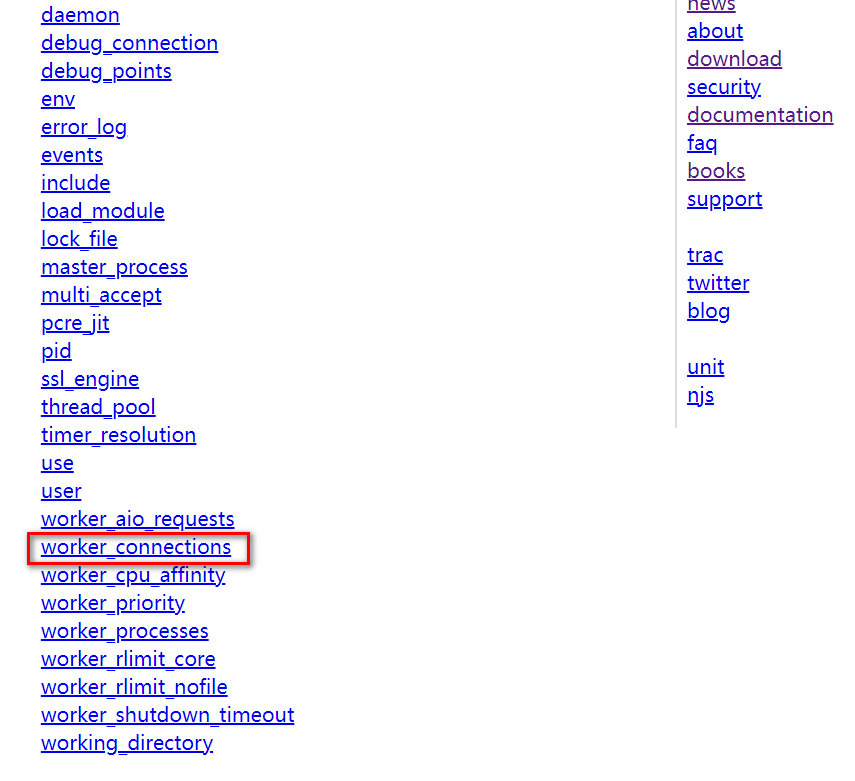 daemon
debug_connection
debug_points
env
error_log
events
include
load_module
lock_file
master_process
multi_accept
pcre_jit
pid
ssl_engine
thread_pool
timer_resolution
use
user
worker_aio_requests
worker_connections
worker_cpu_affinity
worker_priority
worker_processes
worker_rlimit_core
worker_rlimit_nofile
worker_shutdown_timeout
working_directory
news
about
download
security
documentation
faq
books
support
trac
twitter
blog
unit
njs